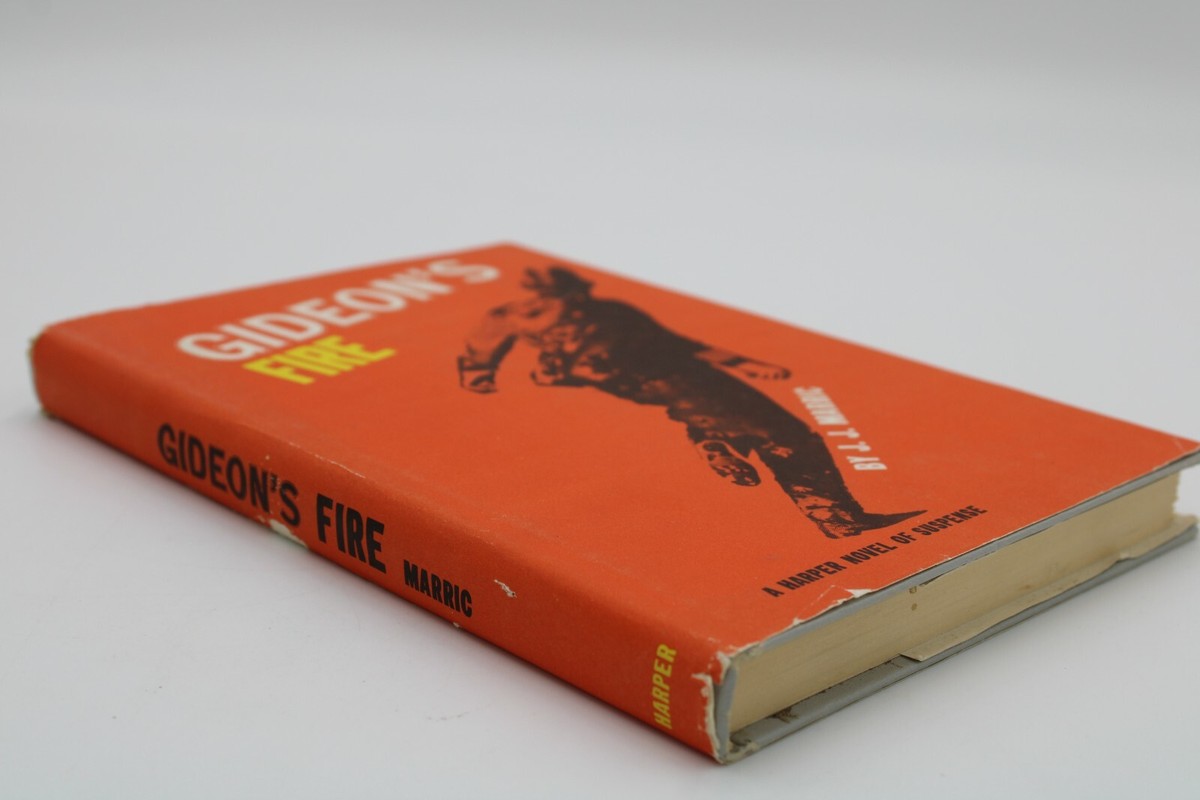 GIDEON'S
FIRE
BY J. J. MARRIC
A HARPER NOVEL OF SUSPENSE
GIDEON'S FIRE MARRIC HARPER